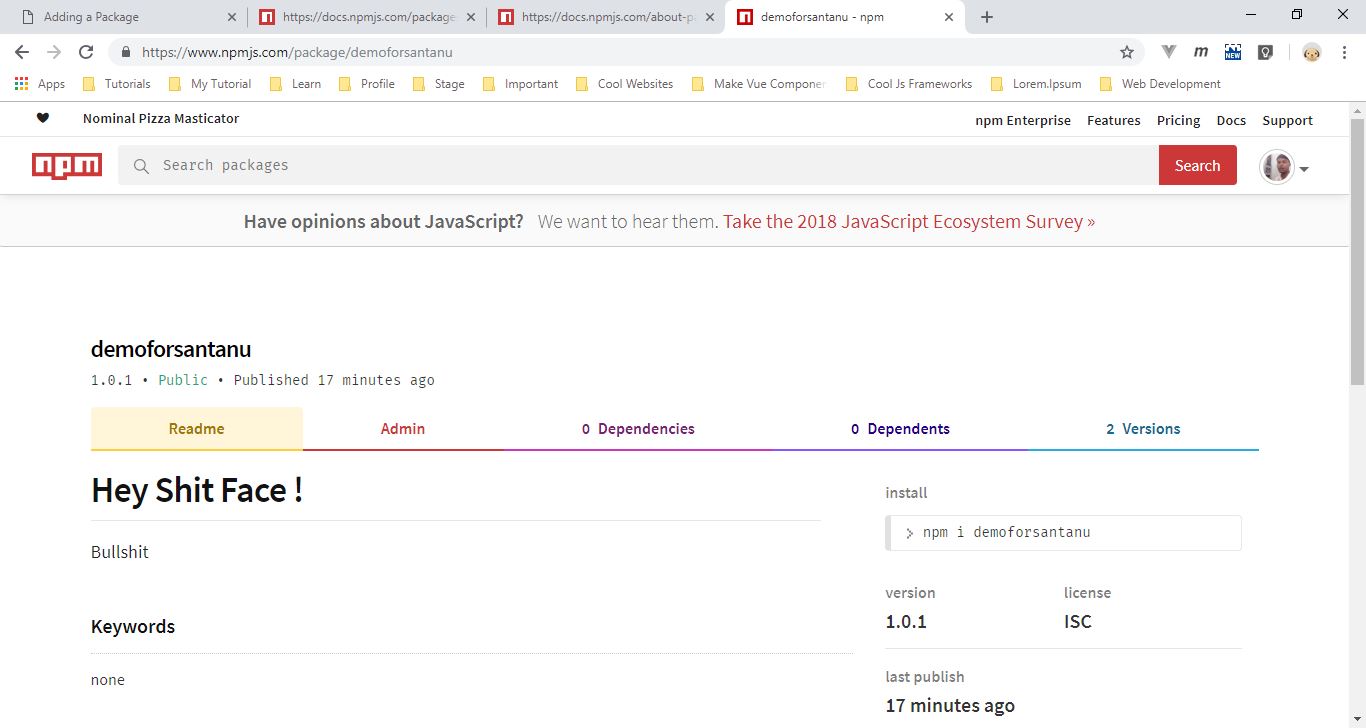 Adding a Package
https://docs.npmjs.com/package
https://docs.npmjs.com/about-p
demoforsantanu - npm
https://www.npmjs.com/package/demoforsantanu
m
NEW
Apps Tutorials My Tutorial Learn Profile Stage Important Cool Websites Make Vue Componen Cool Js Frameworks Lorem.Ipsum Web Development
Nominal Pizza Masticator npm Enterprise Features Pricing Docs Support
npm Search packages Search
Have opinions about JavaScript? We want to hear them. Take the 2018 JavaScript Ecosystem Survey »
demoforsantanu
1.0.1 • Public • Published 17 minutes ago
Readme Admin 0 Dependencies 0 Dependents 2 Versions
Hey Shit Face !
Bullshit
Keywords
none
install
npm i demoforsantanu
version license
1.0.1 ISC
last publish
17 minutes ago